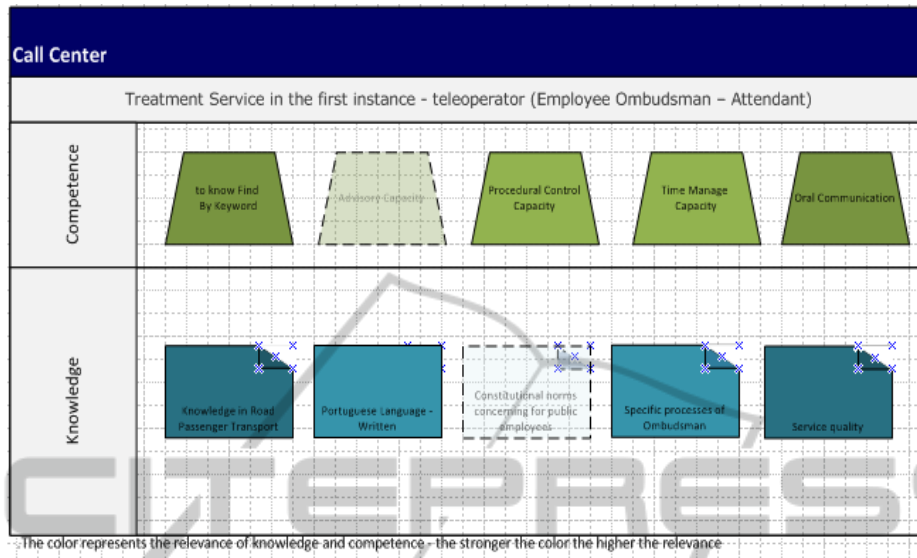 Call Center
Treatment Service in the first instance - teleoperator (Employee Ombudsman – Attendant)
Competence
to know Find
By Keyword
Advisory Capacity
Procedural Control
Capacity
Time Manage
Capacity
Oral Communication
Knowledge
Knowledge in Road
Passenger Transport
Portuguese Language -
Written
Constitutional norms
concerning for public
employees
Specific processes of
Ombudsman
Service quality
SCITEPRESS
The color represents the relevance of knowledge and competence - the stronger the color the higher the relevance